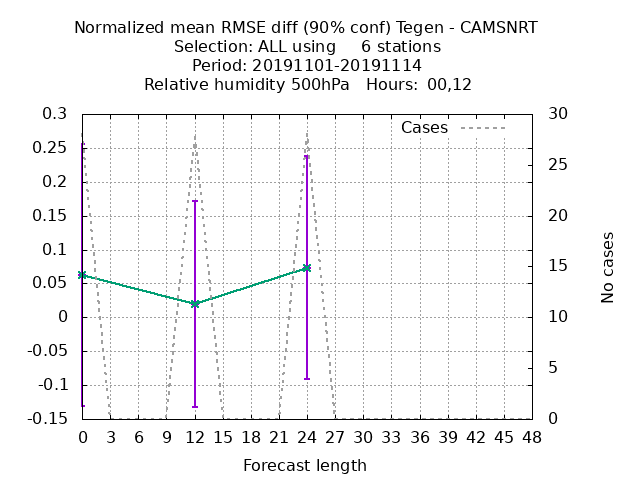 Normalized mean RMSE diff (90% conf) Tegen - CAMSNRT
Selection: ALL using     6 stations
Period: 20191101-20191114
Relative humidity 500hPa   Hours: 00,12
Cases
0.3
0.25
0.2
0.15
0.1
0.05
0
-0.05
-0.1
-0.15
30
25
20
15
10
5
0
No cases
0 3 6 9 12 15 18 21 24 27 30 33 36 39 42 45 48
Forecast length